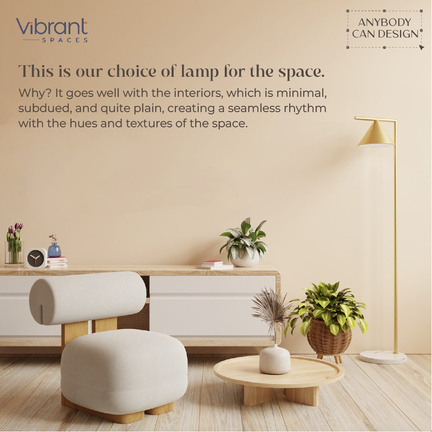 Vibrant
SPACES
ANYBODY
CAN DESIGN
This is our choice of lamp for the space.
Why? It goes well with the interiors, which is minimal,
subdued, and quite plain, creating a seamless rhythm
with the hues and textures of the space.